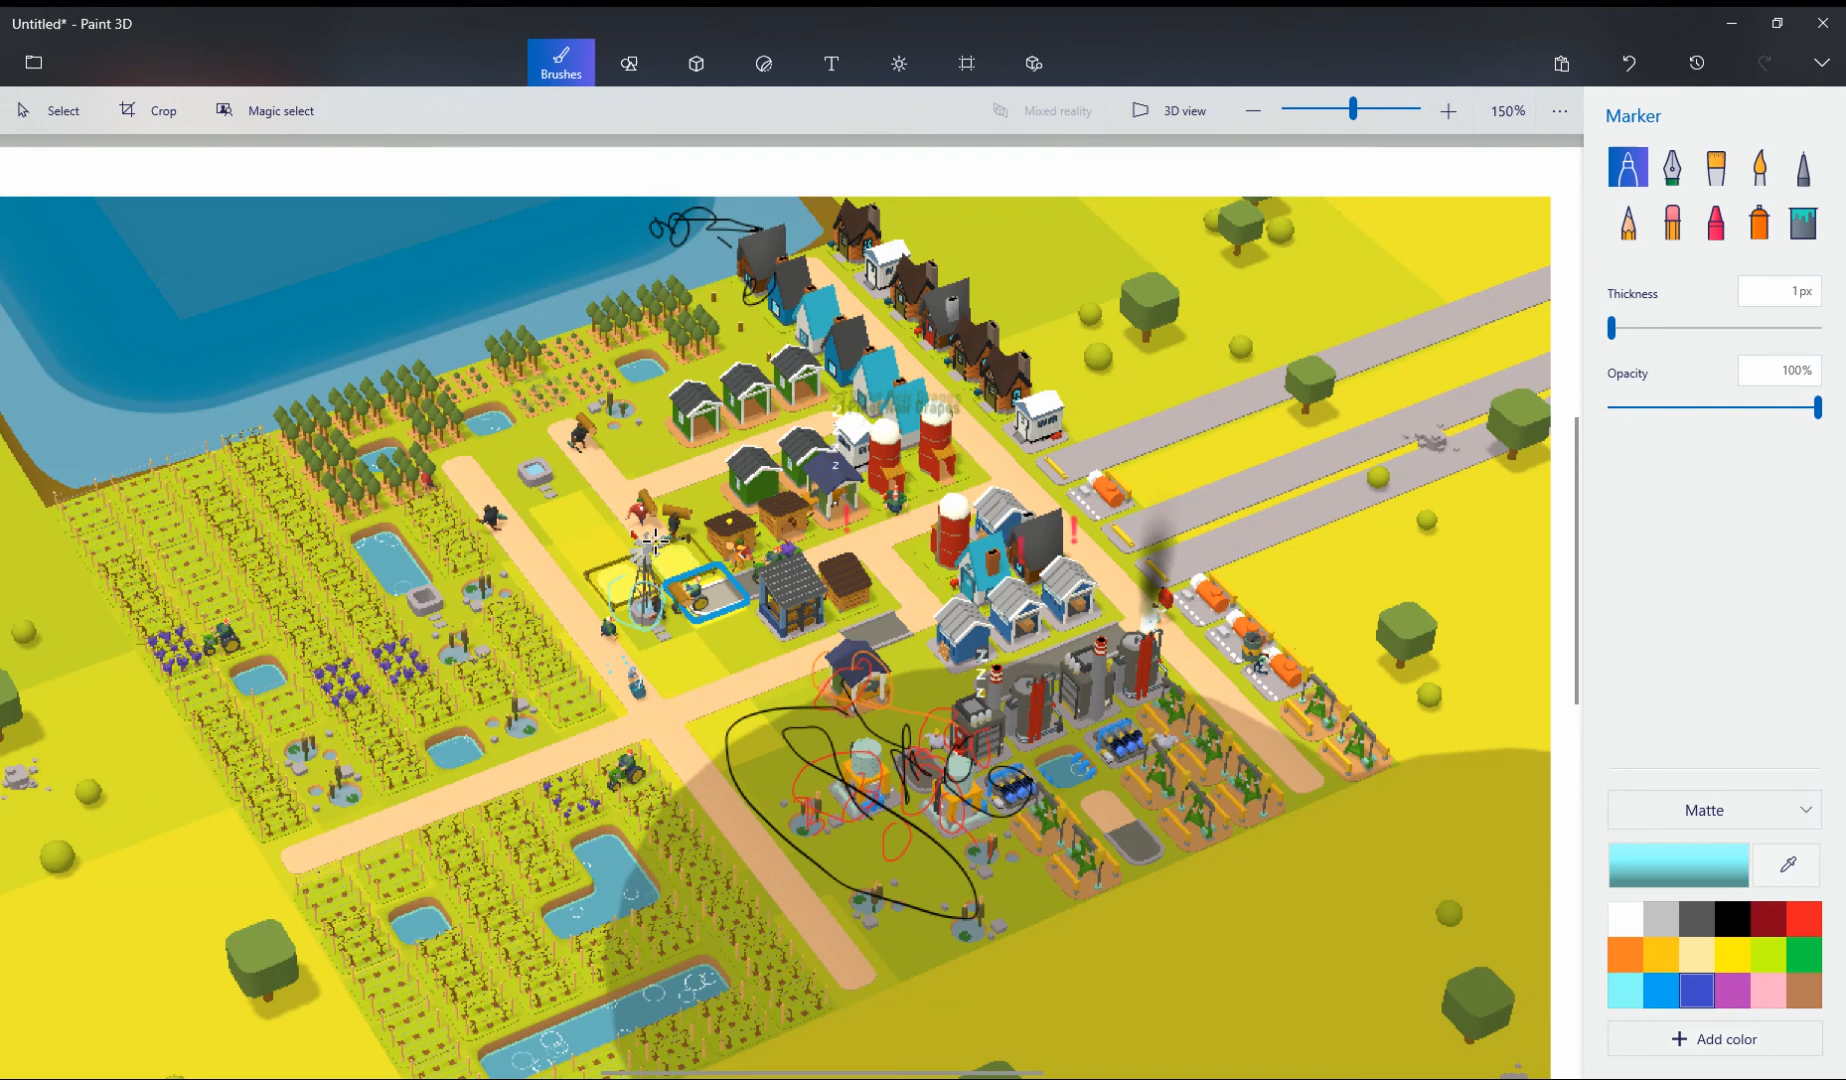 Untitled* - Paint 3D
Brushes
Select
Crop
Magic select
Mixed reality
3D view
150%
Marker
Thickness
1px
Opacity
100%
Grapes
z
!
!
!
Z
Z
Z
Matte
Add color